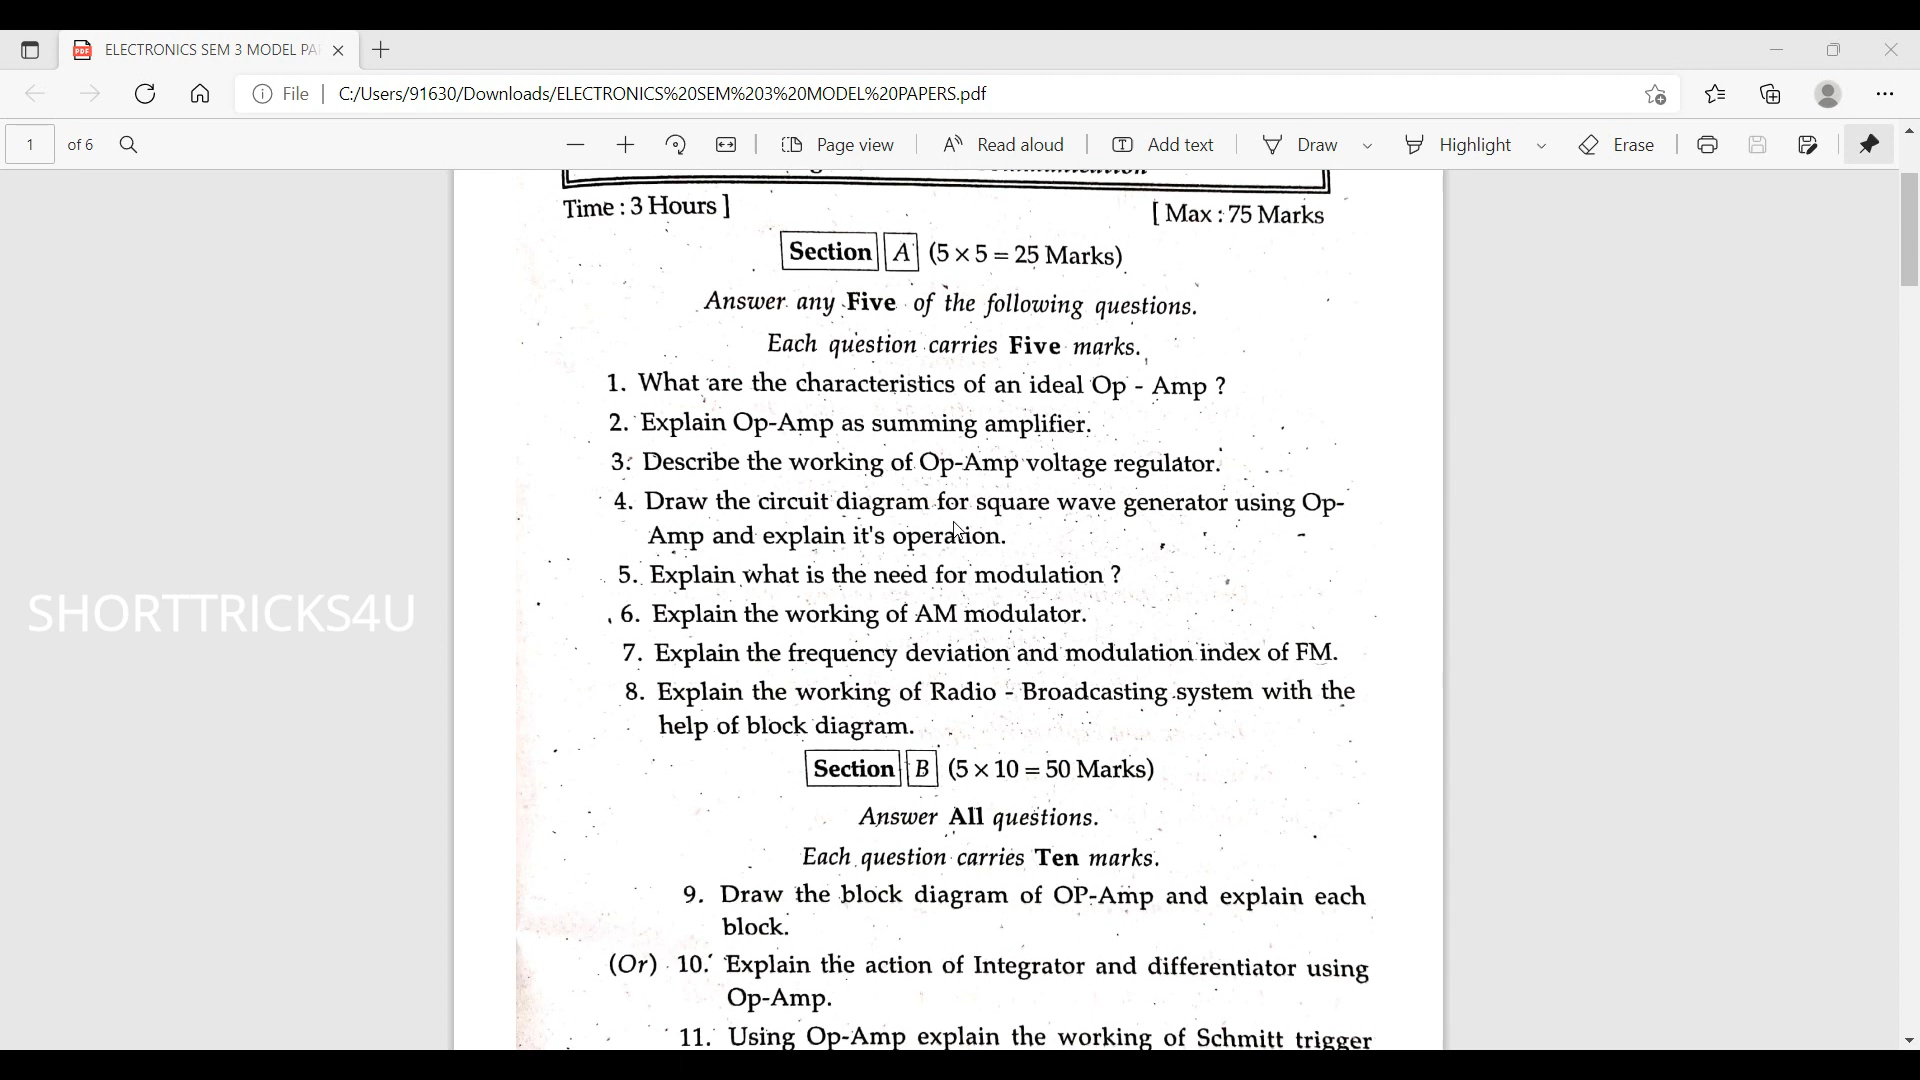 ELECTRONICS SEM 3 MODEL PA
File C:/Users/91630/Downloads/ELECTRONICS%20SEM%203%20MODEL%20PAPERS.pdf
1 of 6 Page view Read aloud Add text Draw Highlight Erase
Time : 3 Hours ] [ Max : 75 Marks
Section A (5 × 5 = 25 Marks)
Answer any Five of the following questions.
Each question carries Five marks.
1. What are the characteristics of an ideal Op - Amp ?
2. Explain Op-Amp as summing amplifier.
3. Describe the working of Op-Amp voltage regulator.
4. Draw the circuit diagram for square wave generator using Op-
Amp and explain it's operation.
5. Explain what is the need for modulation ?
SHORTTRICKS4U
6. Explain the working of AM modulator.
7. Explain the frequency deviation and modulation index of FM.
8. Explain the working of Radio - Broadcasting system with the
help of block diagram.
Section B (5 × 10 = 50 Marks)
Answer All questions.
Each question carries Ten marks.
9. Draw the block diagram of OP-Amp and explain each
block.
(Or) 10. Explain the action of Integrator and differentiator using
Op-Amp.
11. Using Op-Amp explain the working of Schmitt trigger